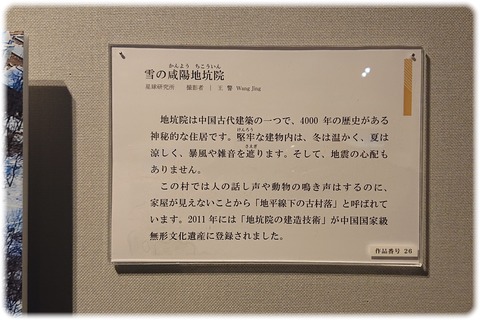 かんよう ちこういん
雪の咸陽地坑院
星球研究所 撮影者 | 王 警 Wang Jing
地坑院は中国古代建築の一つで、4000 年の歴史がある
けんろう
神秘的な住居です。堅牢な建物内は、冬は温かく、夏は
さえぎ
涼しく、暴風や雑音を遮ります。そして、地震の心配も
ありません。
この村では人の話し声や動物の鳴き声はするのに、
家屋が見えないことから「地平線下の古村落」と呼ばれて
います。2011 年には「地坑院の建造技術」が中国国家級
無形文化遺産に登録されました。
作品番号 26